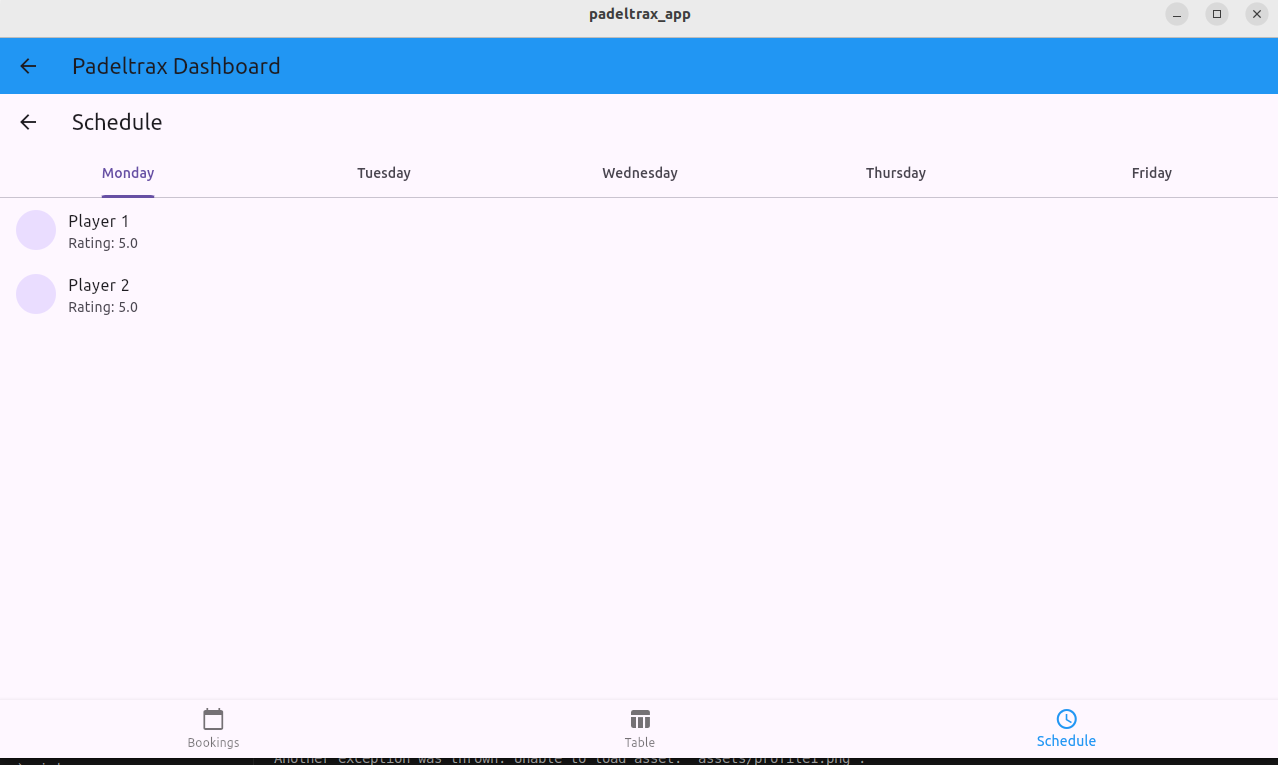 padeltrax_app
Padeltrax Dashboard
Schedule
Monday Tuesday Wednesday Thursday Friday
Player 1
Rating: 5.0
Player 2
Rating: 5.0
Bookings Table Schedule
Another exception was thrown: Unable to load asset: "assets/profile1.png".